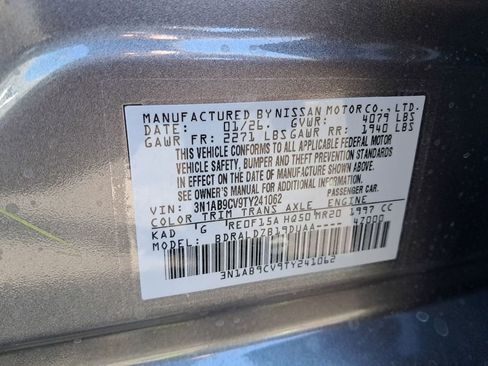 MANUFACTURED BY NISSAN MOTOR CO., LTD.
DATE: 01/26. GVWR: 4079 LBS
GAWR FR: 2271 LBS GAWR RR: 1940 LBS
THIS VEHICLE CONFORMS TO ALL APPLICABLE FEDERAL MOTOR
VEHICLE SAFETY, BUMPER AND THEFT PREVENTION STANDARDS
IN EFFECT ON THE DATE OF MANUFACTURE SHOWN ABOVE.
SEE OWNER'S MANUAL FOR ADDITIONAL INFORMATION.
VIN: 3N1AB9CV9TY241062 PASSENGER CAR.
COLOR TRIM TRANS AXLE ENGINE
KAD G RE0F15A HQ50 MR20 1997 CC
MODEL: BDRALDZB19DUAA---- 47000
3N1AB9CV9TY241062